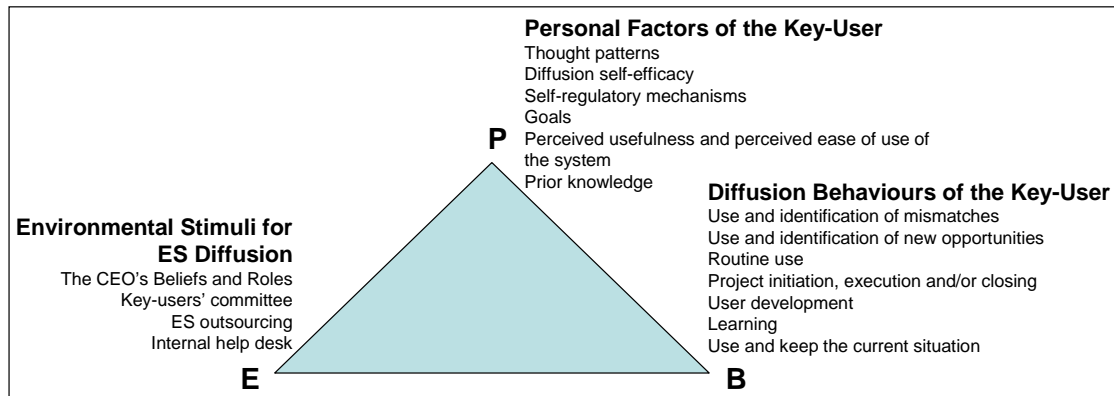 Personal Factors of the Key-User
Thought patterns
Diffusion self-efficacy
Self-regulatory mechanisms
Goals
Perceived usefulness and perceived ease of use of
the system
Prior knowledge
P
Environmental Stimuli for
ES Diffusion
The CEO's Beliefs and Roles
Key-users' committee
ES outsourcing
Internal help desk
E
Diffusion Behaviours of the Key-User
Use and identification of mismatches
Use and identification of new opportunities
Routine use
Project initiation, execution and/or closing
User development
Learning
Use and keep the current situation
B